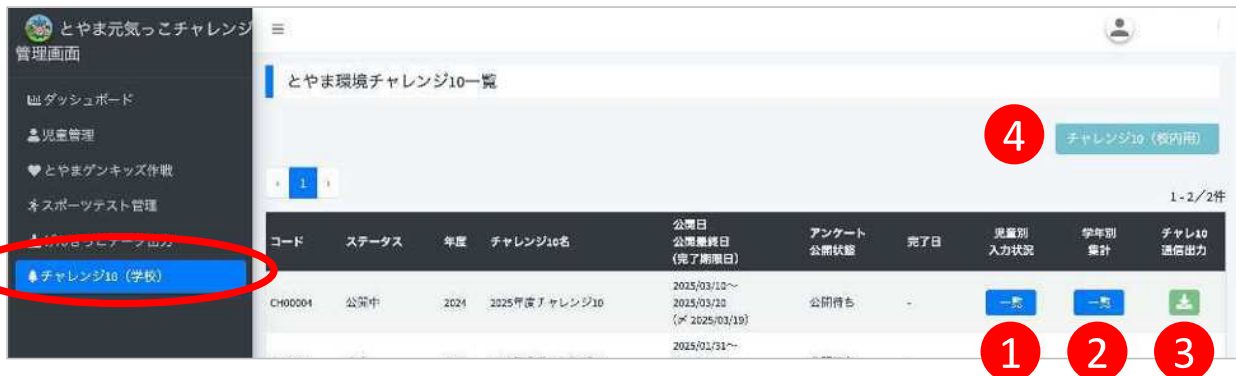 とやま元気っこチャレンジ
管理画面
とやま環境チャレンジ10一覧
ダッシュボード
児童管理
4
チャレンジ10（校内用）
とやまゲンキッズ作戦
‹ 1 ›
1-2/2件
スポーツテスト管理
チャレンジ10（学校）
コード ステータス 年度 チャレンジ10名 公開日 公開最終日 (完了期限日) アンケート 公開状態 完了日 児童別 入力状況 学年別 集計 チャレ10 通信出力
CH00004 公開中 2024 2025年度チャレンジ10 2025/03/10～ 2025/03/20 (〆 2025/03/19) 公開待ち - 一覧 一覧
2025/01/31～
1 2 3